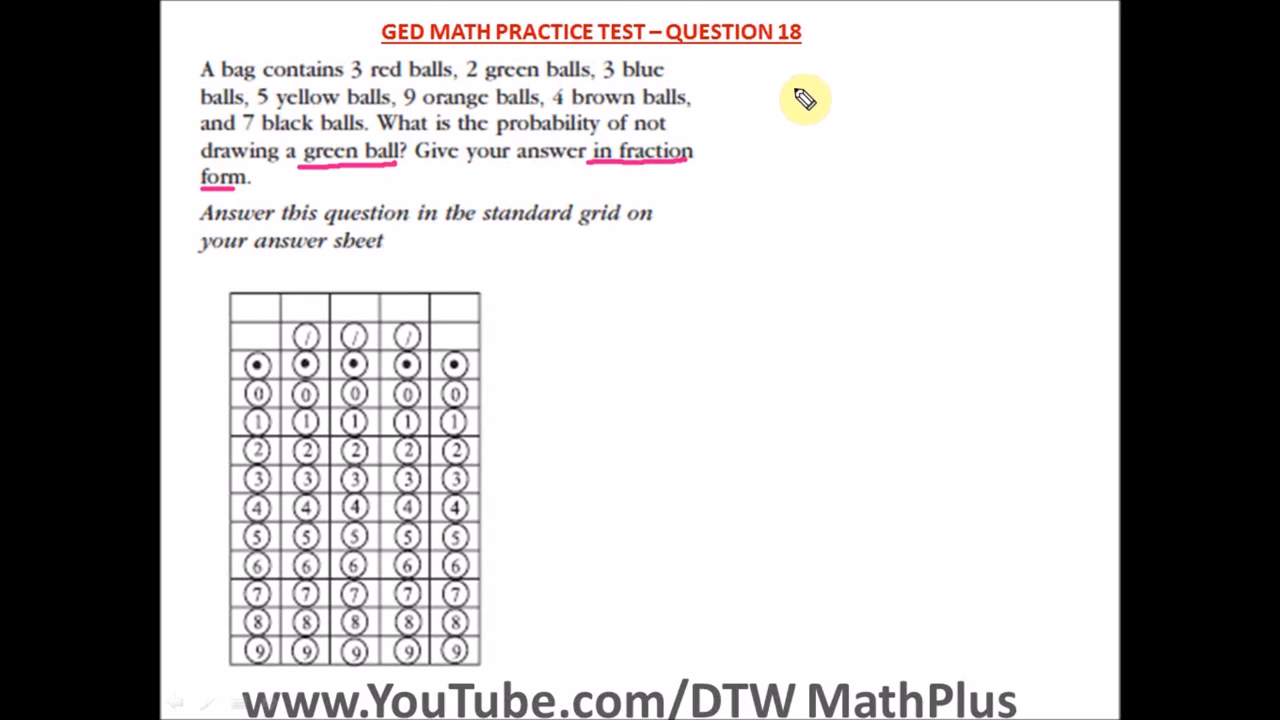 GED MATH PRACTICE TEST – QUESTION 18
A bag contains 3 red balls, 2 green balls, 3 blue
balls, 5 yellow balls, 9 orange balls, 4 brown balls,
and 7 black balls. What is the probability of not
drawing a green ball? Give your answer in fraction
form.
Answer this question in the standard grid on
your answer sheet
/ / /
• • • • •
0 0 0 0 0
1 1 1 1 1
2 2 2 2 2
3 3 3 3 3
4 4 4 4 4
5 5 5 5 5
6 6 6 6 6
7 7 7 7 7
8 8 8 8 8
9 9 9 9 9
www.YouTube.com/DTW MathPlus